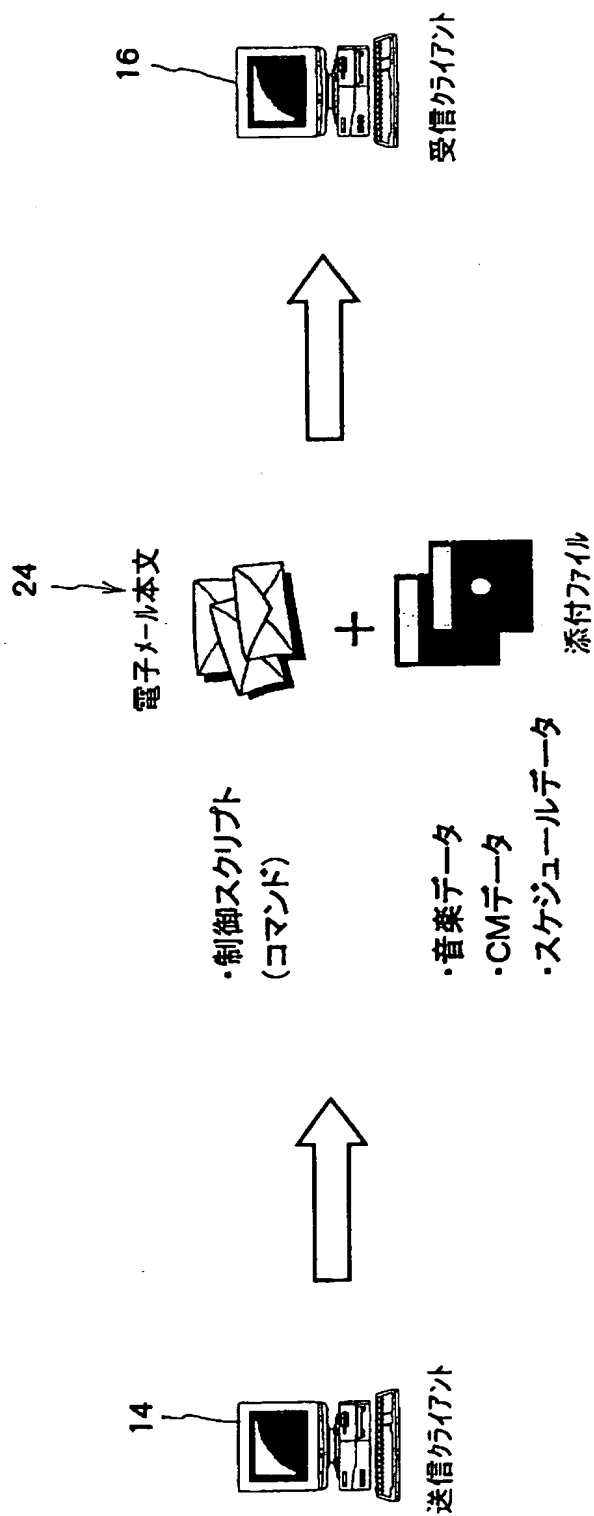 14
送信クライアント
・制御スクリプト
(コマンド)
・音楽データ
・CMデータ
・スケジュールデータ
24
電子メール本文
+
添付ファイル
16
受信クライアント